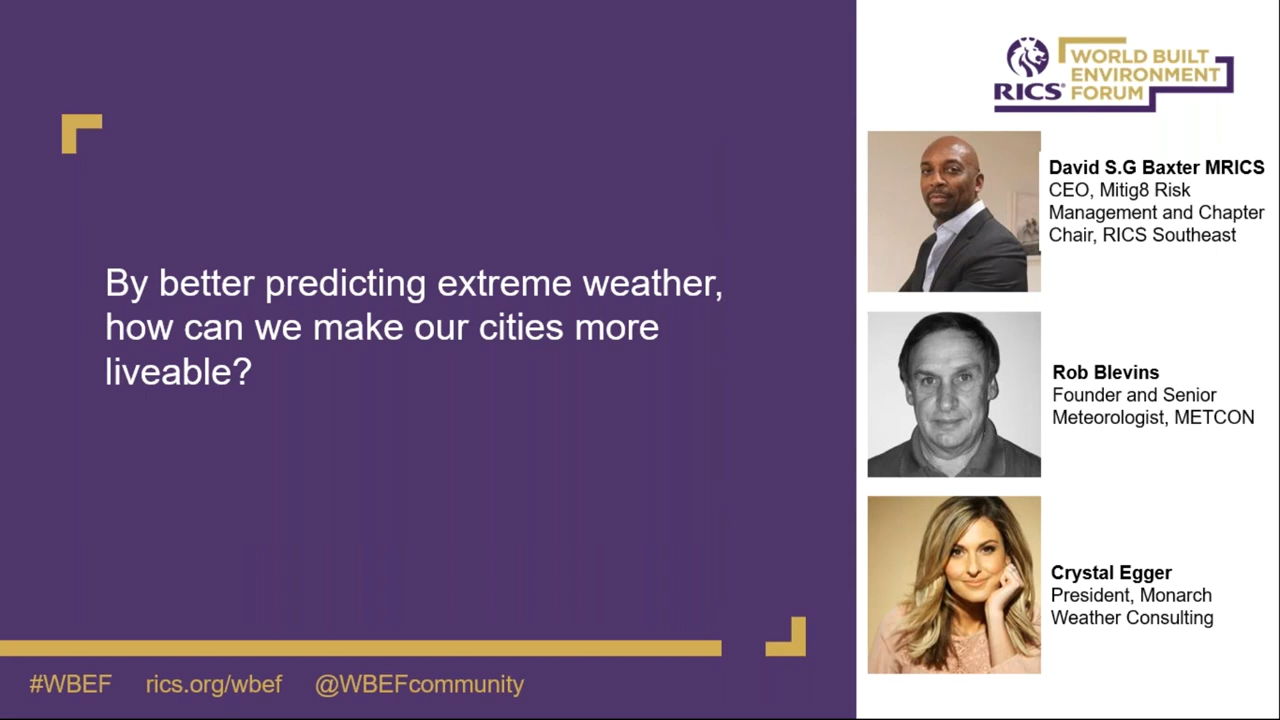 By better predicting extreme weather,
how can we make our cities more
liveable?
#WBEF rics.org/wbef @WBEFcommunity
RICS
WORLD BUILT
ENVIRONMENT
FORUM
David S.G Baxter MRICS
CEO, Mitig8 Risk
Management and Chapter
Chair, RICS Southeast
Rob Blevins
Founder and Senior
Meteorologist, METCON
Crystal Egger
President, Monarch
Weather Consulting